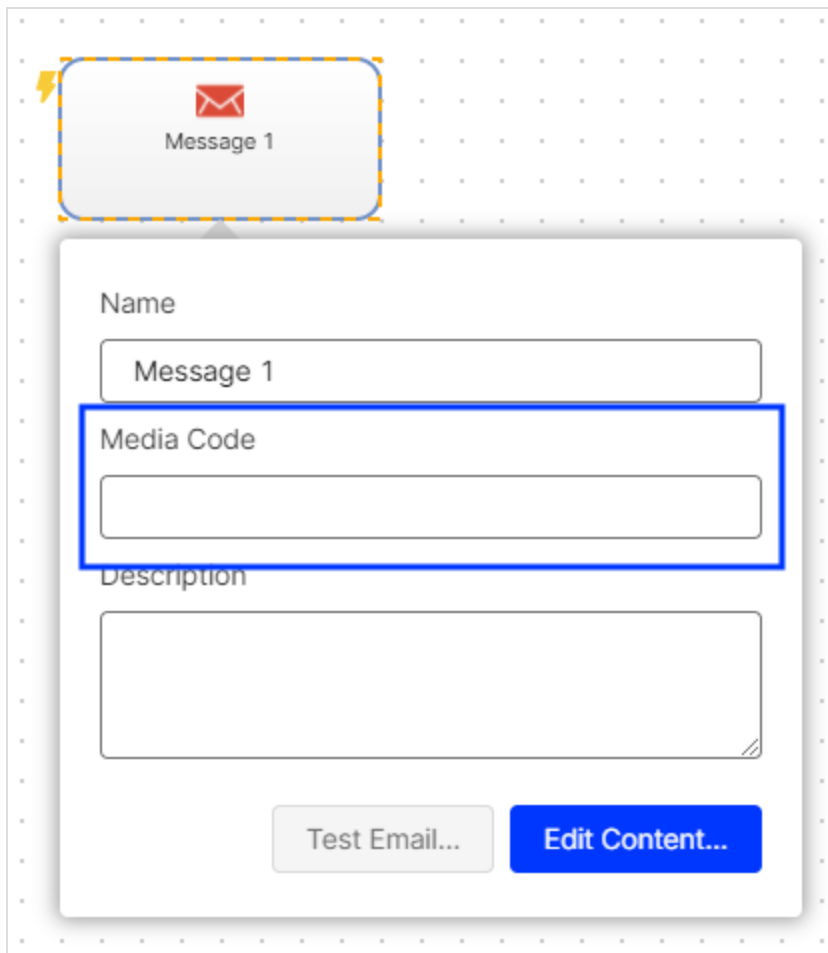 Message 1
Name
Message 1
Media Code
Description
Test Email...
Edit Content...